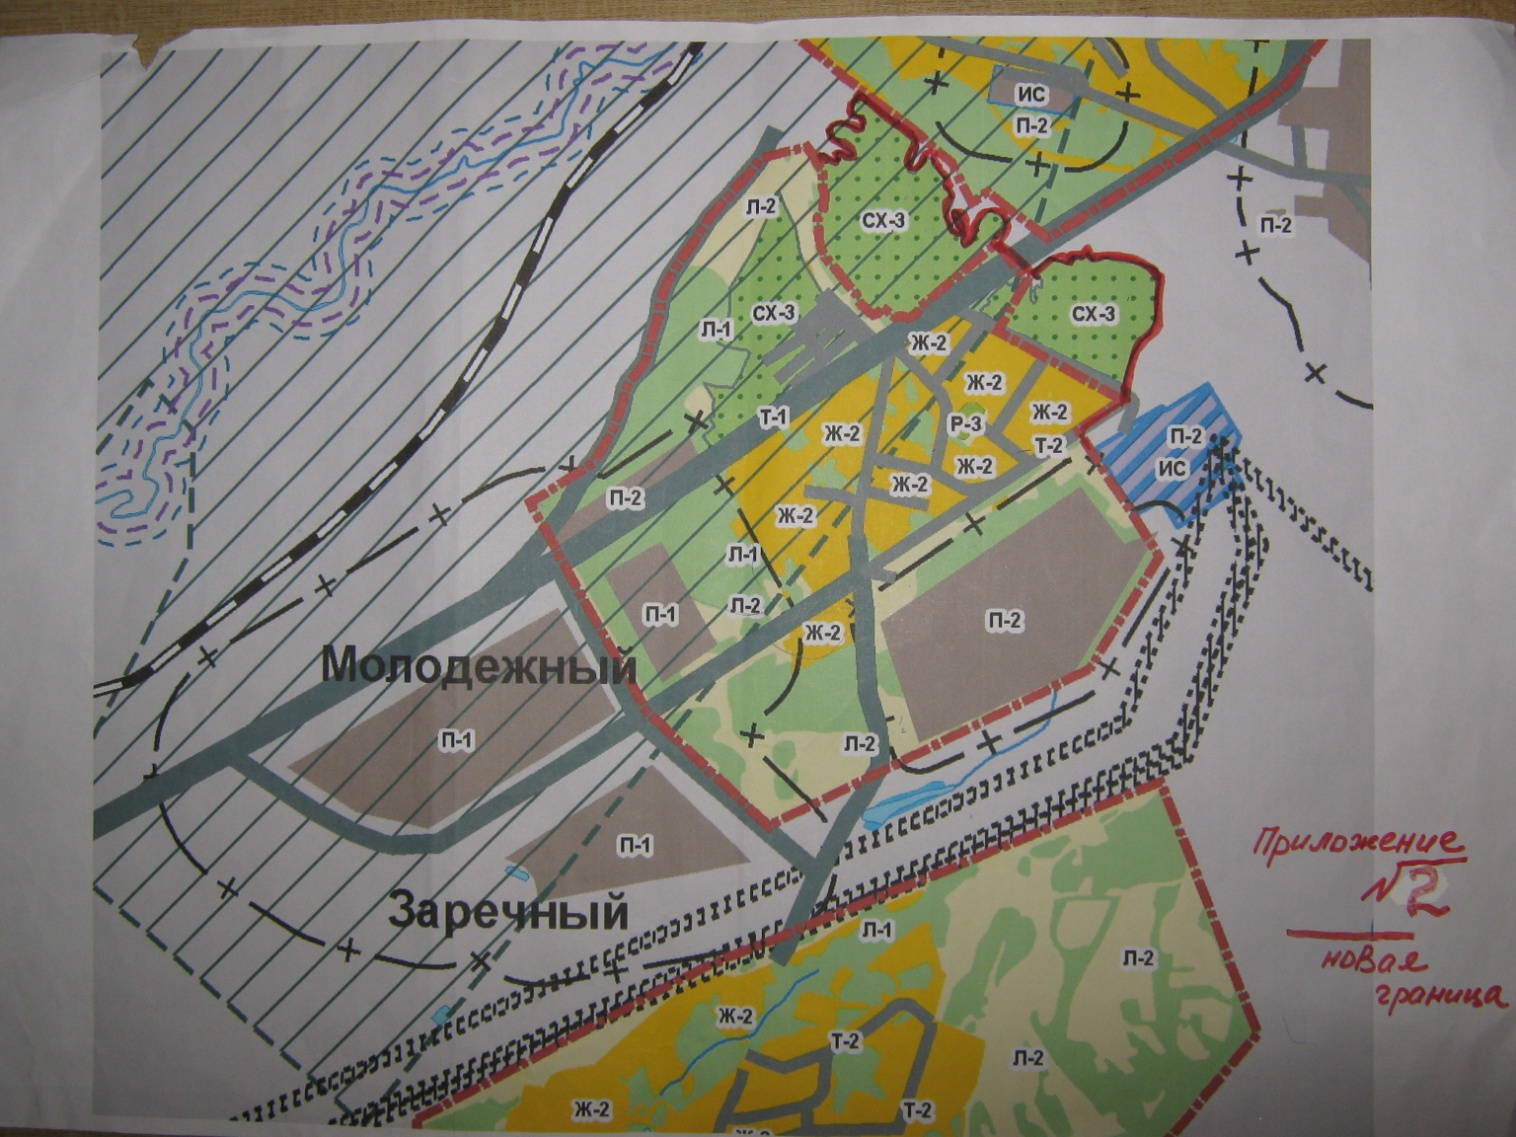 ИС
П-2
П-2
Л-2
СХ-3
СХ-3
Л-1
СХ-3
Ж-2
Ж-2
Т-1
Ж-2
Р-3
Ж-2
Т-2
П-2
ИС
Ж-2
Ж-2
П-2
Ж-2
Л-1
Л-2
П-1
П-2
Ж-2
Молодежный
П-1
Л-2
П-1
Заречный
Приложение
№2
новая
граница
Л-1
Л-2
Ж-2
Т-2
Л-2
Ж-2
Т-2
Ж-2